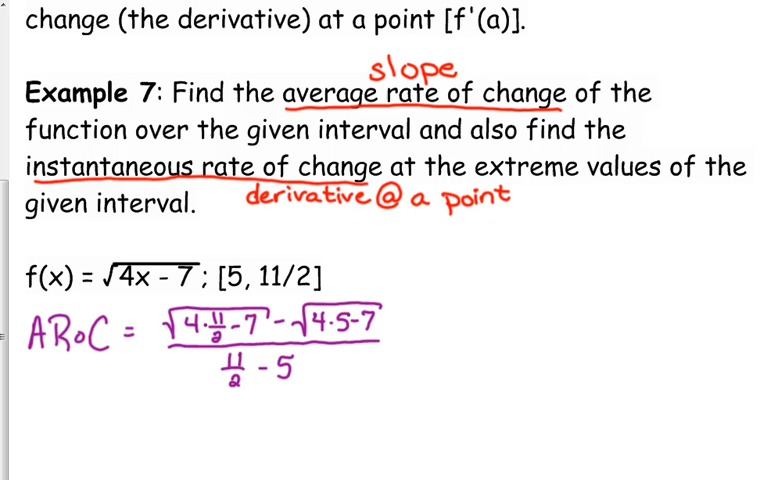 change (the derivative) at a point [f'(a)].
slope
Example 7: Find the average rate of change of the
function over the given interval and also find the
instantaneous rate of change at the extreme values of the
given interval. derivative @ a point
f(x) = √4x - 7 ; [5, 11/2]
ARoC = √4·11/2-7 - √4·5-7
11/2 - 5